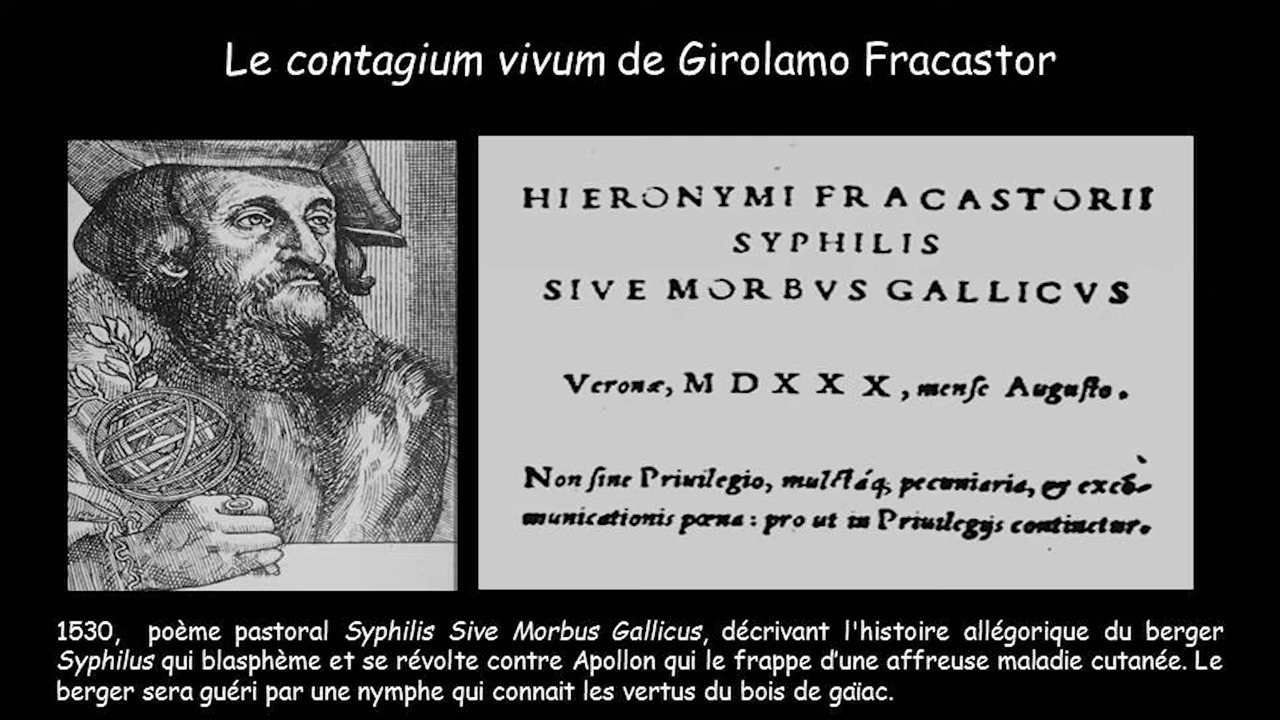 Le contagium vivum de Girolamo Fracastor
HIERONYMI FRACASTORII
SYPHILIS
SIVE MORBVS GALLICVS
Veronæ, M D X X X, menſe Auguſto.
Non ſine Priuilegio, mulctáq; pecuniaria, & excō-
municationis pœna: pro ut in Priuilegijs continetur.
1530, poème pastoral Syphilis Sive Morbus Gallicus, décrivant l'histoire allégorique du berger
Syphilus qui blasphème et se révolte contre Apollon qui le frappe d’une affreuse maladie cutanée. Le
berger sera guéri par une nymphe qui connait les vertus du bois de gaïac.